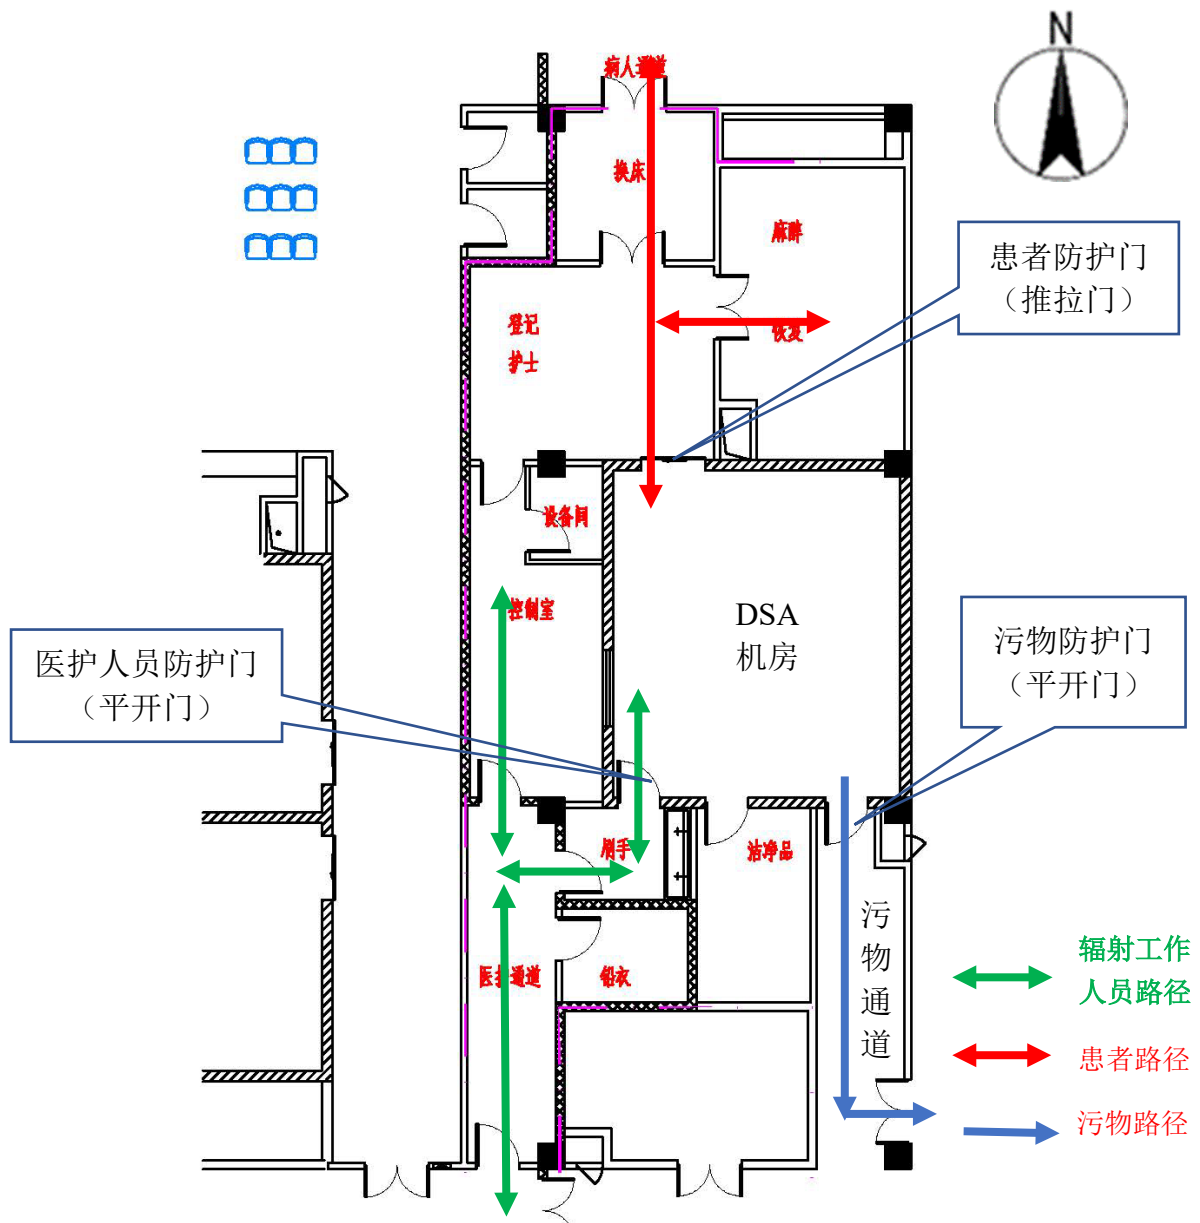 N
病人通道
换床
麻醉
患者防护门
（推拉门）
登记
护士
恢复
设备间
控制室
DSA
机房
医护人员防护门
（平开门）
污物防护门
（平开门）
刷手
洁净品
污物通道
医护通道
铅衣
辐射工作
人员路径
患者路径
污物路径